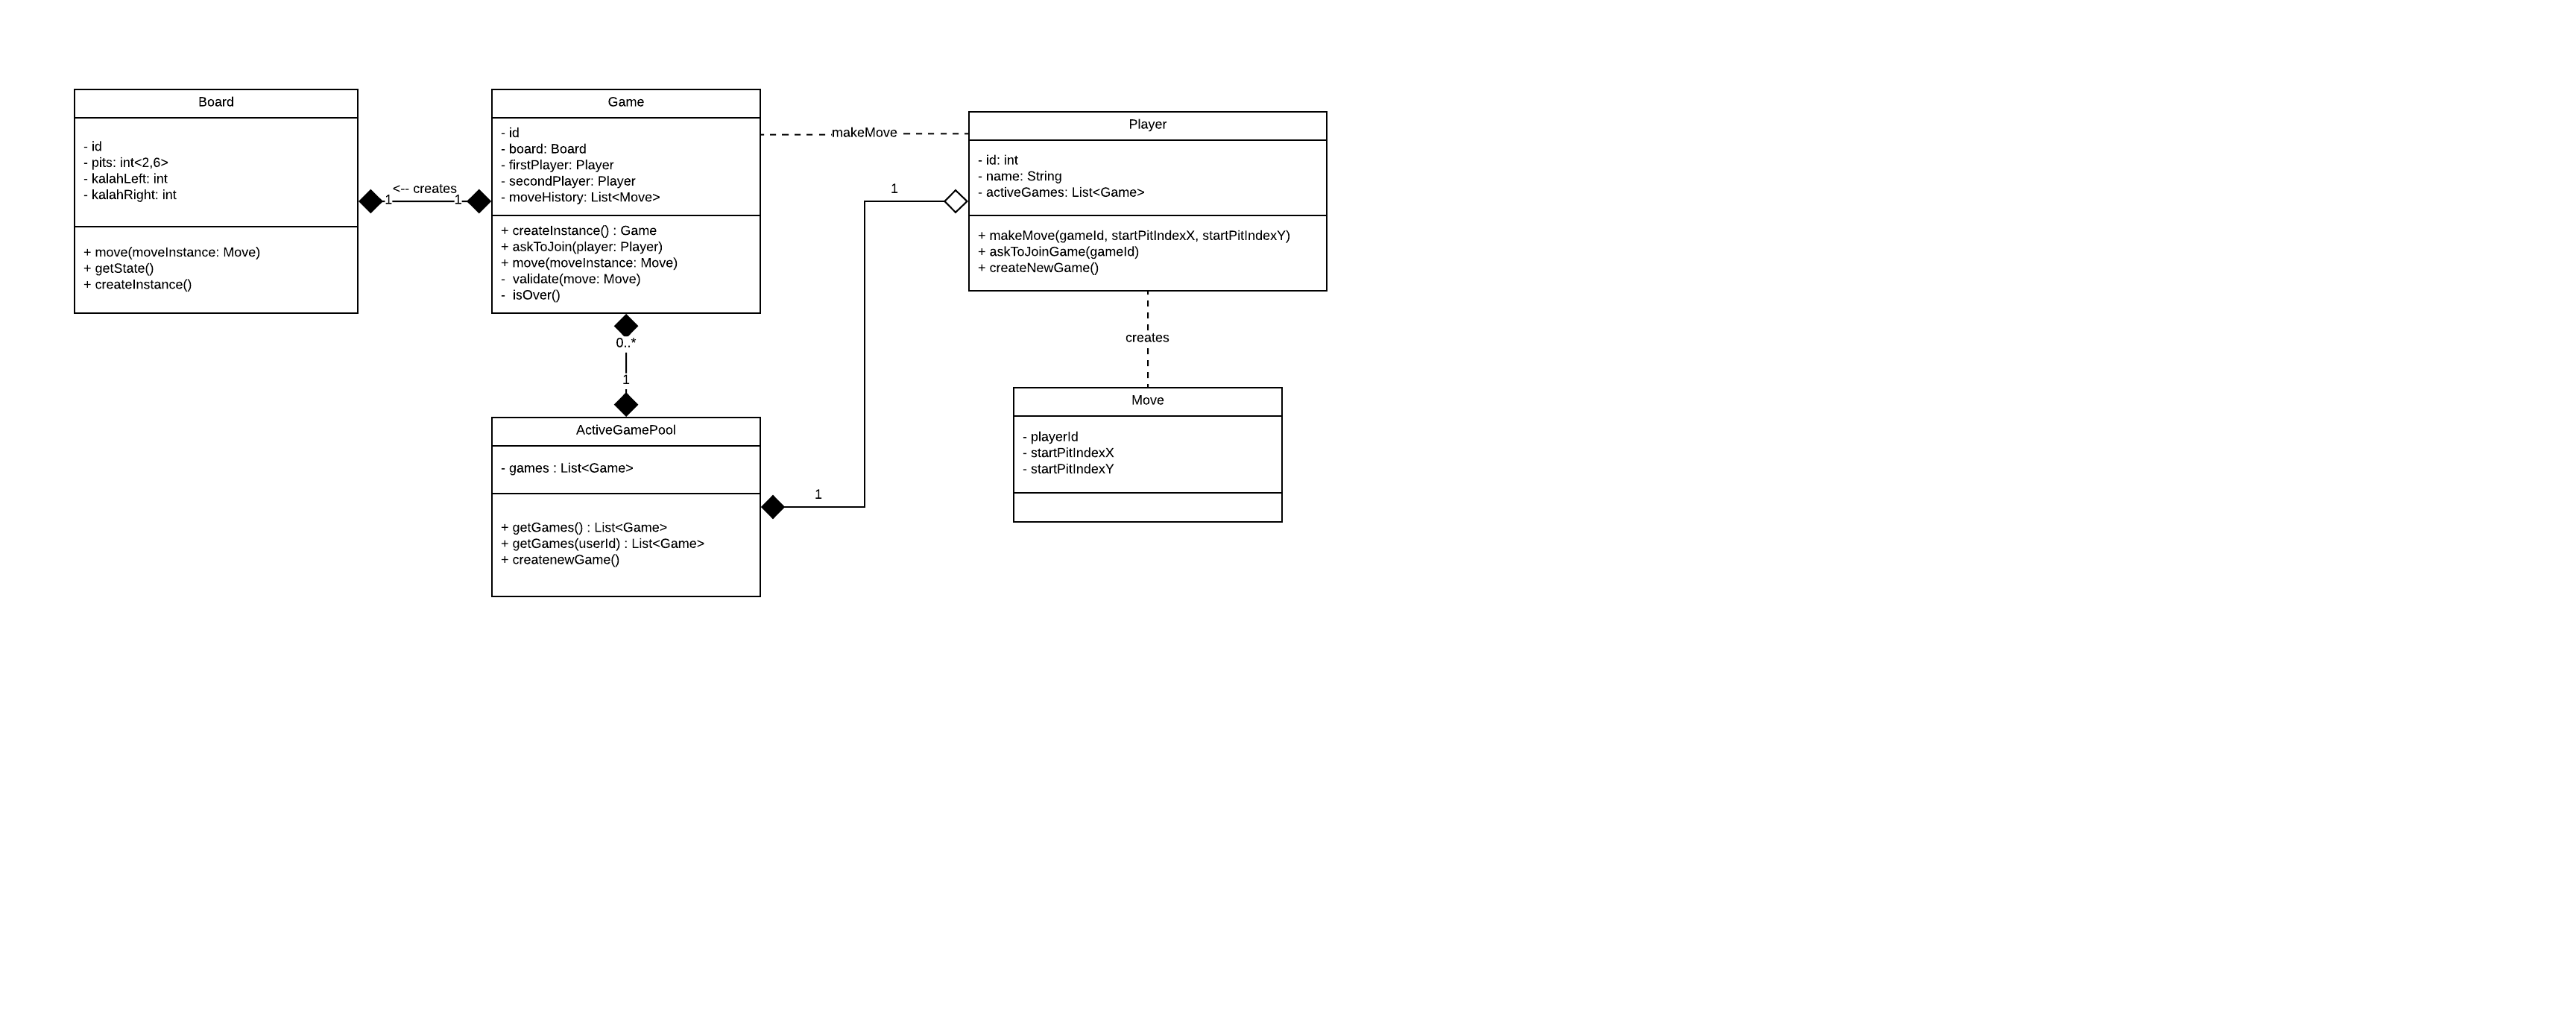 Board
- id
- pits: int<2,6>
- kalahLeft: int
- kalahRight: int
+ move(moveInstance: Move)
+ getState()
+ createInstance()
<-- creates
1
1
Game
- id
- board: Board
- firstPlayer: Player
- secondPlayer: Player
- moveHistory: List<Move>
+ createInstance() : Game
+ askToJoin(player: Player)
+ move(moveInstance: Move)
- validate(move: Move)
- isOver()
makeMove
Player
- id: int
- name: String
- activeGames: List<Game>
+ makeMove(gameId, startPitIndexX, startPitIndexY)
+ askToJoinGame(gameId)
+ createNewGame()
1
0..*
1
creates
ActiveGamePool
- games : List<Game>
+ getGames() : List<Game>
+ getGames(userId) : List<Game>
+ createnewGame()
1
Move
- playerId
- startPitIndexX
- startPitIndexY